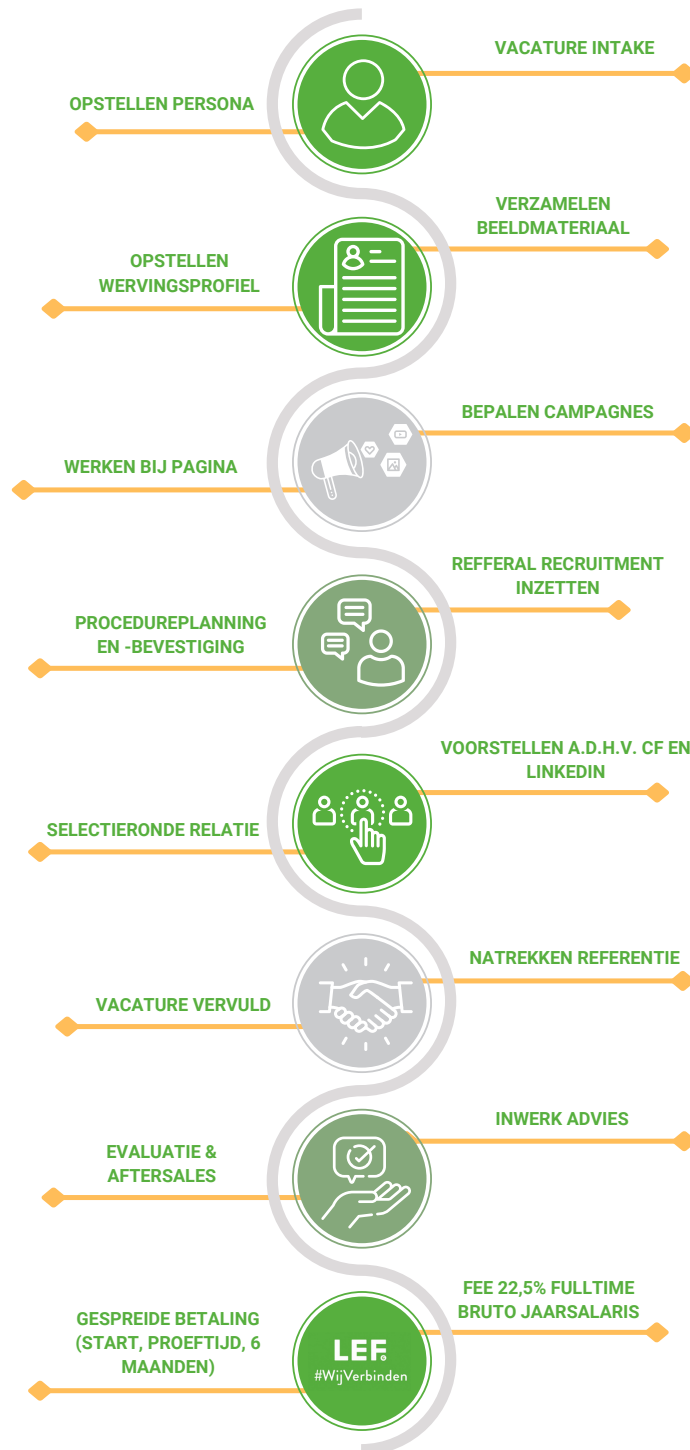 VACATURE INTAKE
OPSTELLEN PERSONA
VERZAMELEN
BEELDMATERIAAL
OPSTELLEN
WERVINGSPROFIEL
BEPALEN CAMPAGNES
WERKEN BIJ PAGINA
REFFERAL RECRUITMENT
INZETTEN
PROCEDUREPLANNING
EN -BEVESTIGING
VOORSTELLEN A.D.H.V. CF EN
LINKEDIN
SELECTIERONDE RELATIE
NATREKKEN REFERENTIE
VACATURE VERVULD
INWERK ADVIES
EVALUATIE &
AFTERSALES
FEE 22,5% FULLTIME
BRUTO JAARSALARIS
GESPREIDE BETALING
(START, PROEFTIJD, 6
MAANDEN)
LEF.
#WijVerbinden